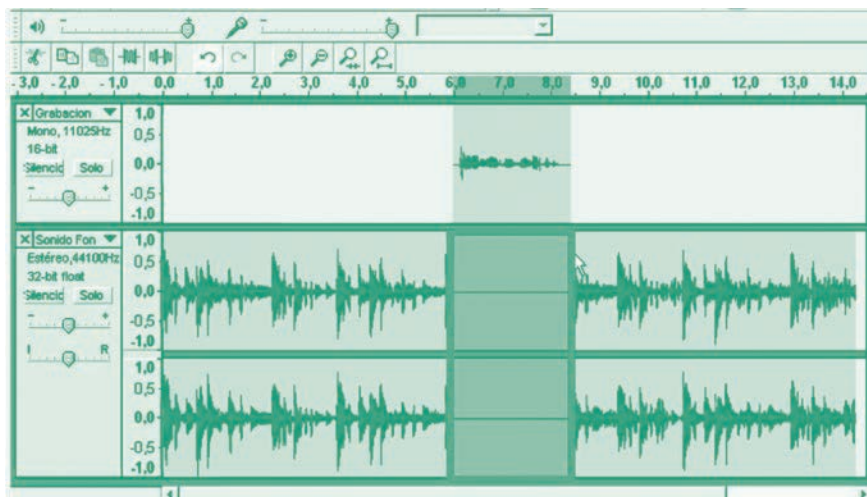 -3,0 -2,0 -1,0 0,0 1,0 2,0 3,0 4,0 5,0 6,0 7,0 8,0 9,0 10,0 11,0 12,0 13,0 14,0
Grabacion
Mono, 11025Hz
16-bit
Silencic Solo
- +
1,0
0,5
0,0
-0,5
-1,0
Sonido Fon
Estéreo,44100Hz
32-bit float
Silencic Solo
- +
I R
1,0
0,5
0,0
-0,5
-1,0
1,0
0,5
0,0
-0,5
-1,0